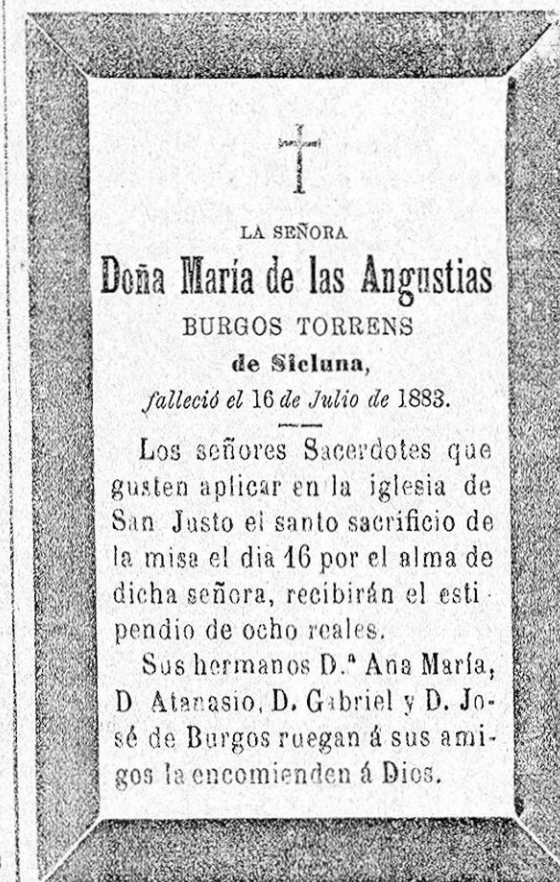 LA SEÑORA
Doña María de las Angustias
BURGOS TORRENS
de Sicluna,
falleció el 16 de Julio de 1883.
Los señores Sacerdotes que
gusten aplicar en la iglesia de
San Justo el santo sacrificio de
la misa el dia 16 por el alma de
dicha señora, recibirán el esti-
pendio de ocho reales.
Sus hermanos D.ª Ana María,
D Atanasio, D. Gabriel y D. Jo-
sé de Burgos ruegan á sus ami-
gos la encomienden á Dios.